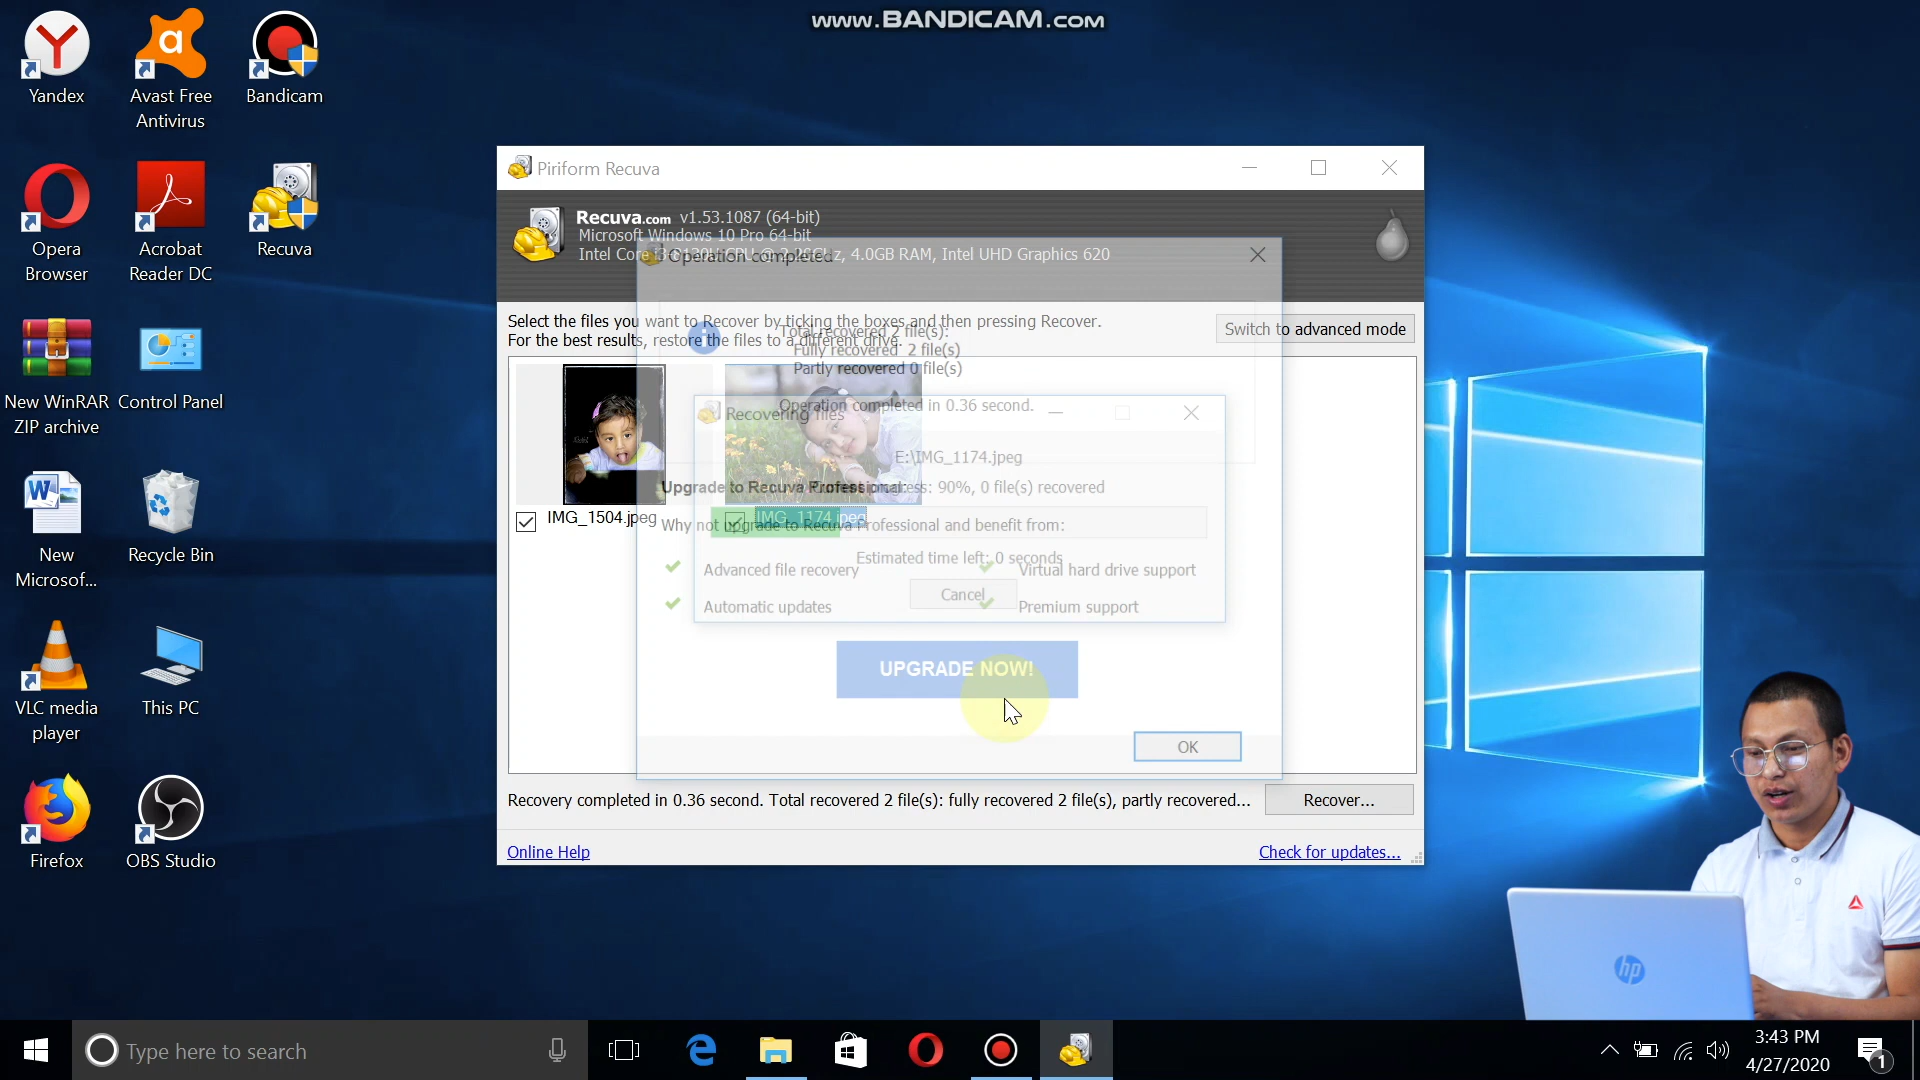 www.BANDICAM.com
Yandex
Avast Free
Antivirus
Bandicam
Opera
Browser
Acrobat
Reader DC
Recuva
New WinRAR
ZIP archive
Control Panel
New
Microsof...
Recycle Bin
VLC media
player
This PC
Firefox
OBS Studio
Piriform Recuva
Recuva.com v1.53.1087 (64-bit)
Microsoft Windows 10 Pro 64-bit
Intel Core CPU @ 4.0GB RAM, Intel UHD Graphics 620
Operation completed
Select the files you want to Recover by ticking the boxes and then pressing Recover.
For the best results, restore the files to a different drive.
Switch to advanced mode
Total recovered 2 file(s):
Fully recovered 2 file(s)
Partly recovered 0 file(s)
Operation completed in 0.36 second.
Recovering files
E:\IMG_1174.jpeg
90%, 0 file(s) recovered
Upgrade to Recuva Professional:
IMG_1504.jpeg
IMG_1174.jpeg
Why not upgrade to Recuva Professional and benefit from:
Estimated time left: 0 seconds
Advanced file recovery
Virtual hard drive support
Cancel
Automatic updates
Premium support
UPGRADE NOW!
OK
Recovery completed in 0.36 second. Total recovered 2 file(s): fully recovered 2 file(s), partly recovered...
Recover...
Online Help
Check for updates...
hp
Type here to search
3:43 PM
4/27/2020
1